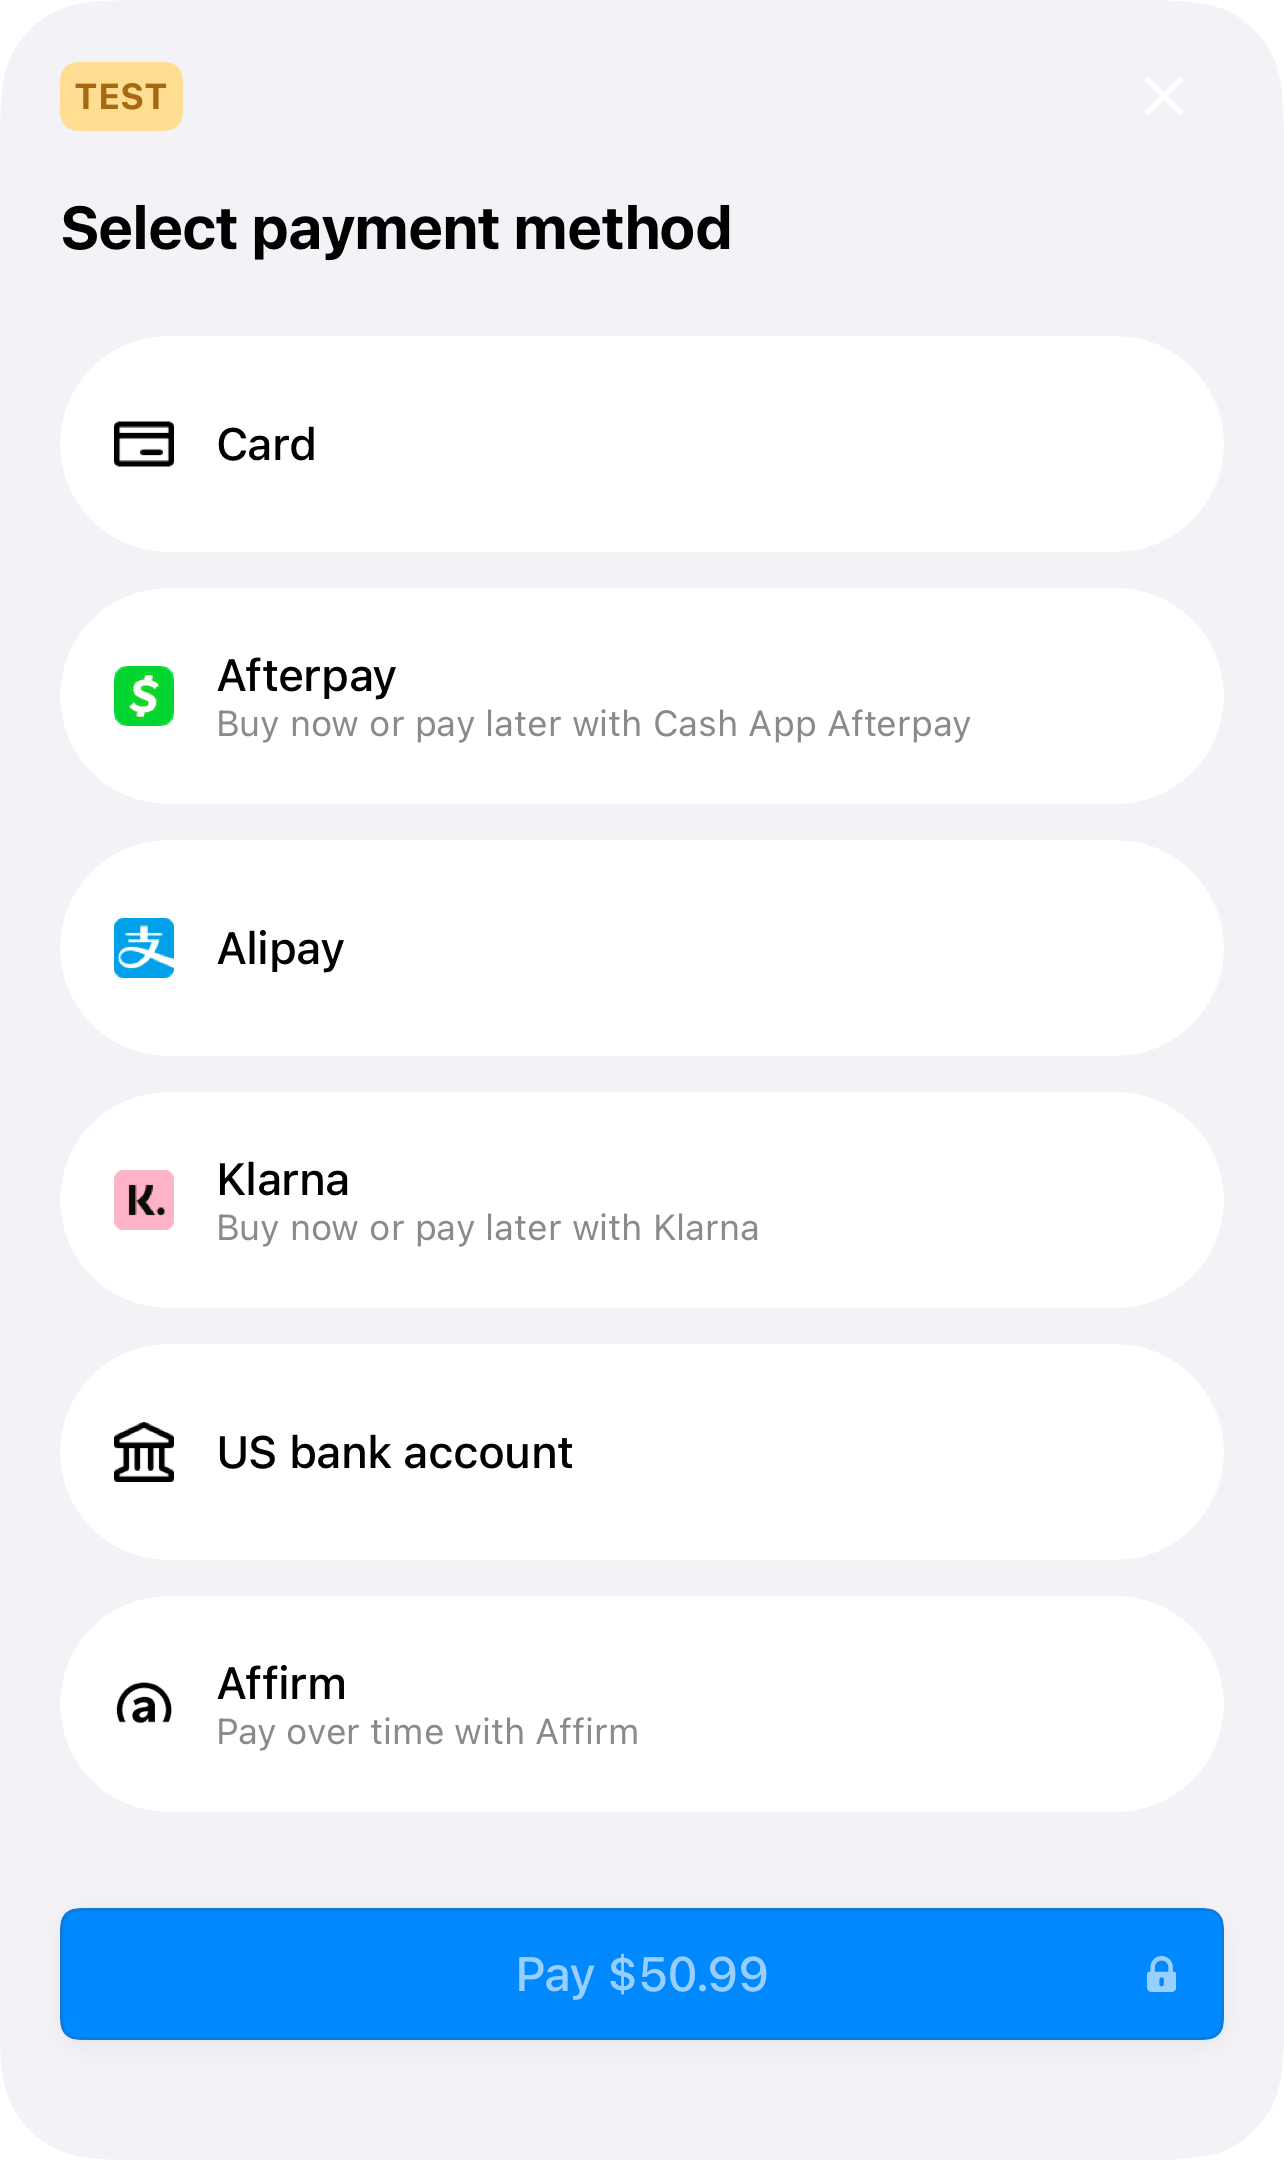 TEST
Select payment method
Card
$
Afterpay
Buy now or pay later with Cash App Afterpay
支
Alipay
K.
Klarna
Buy now or pay later with Klarna
US bank account
a
Affirm
Pay over time with Affirm
Pay $50.99